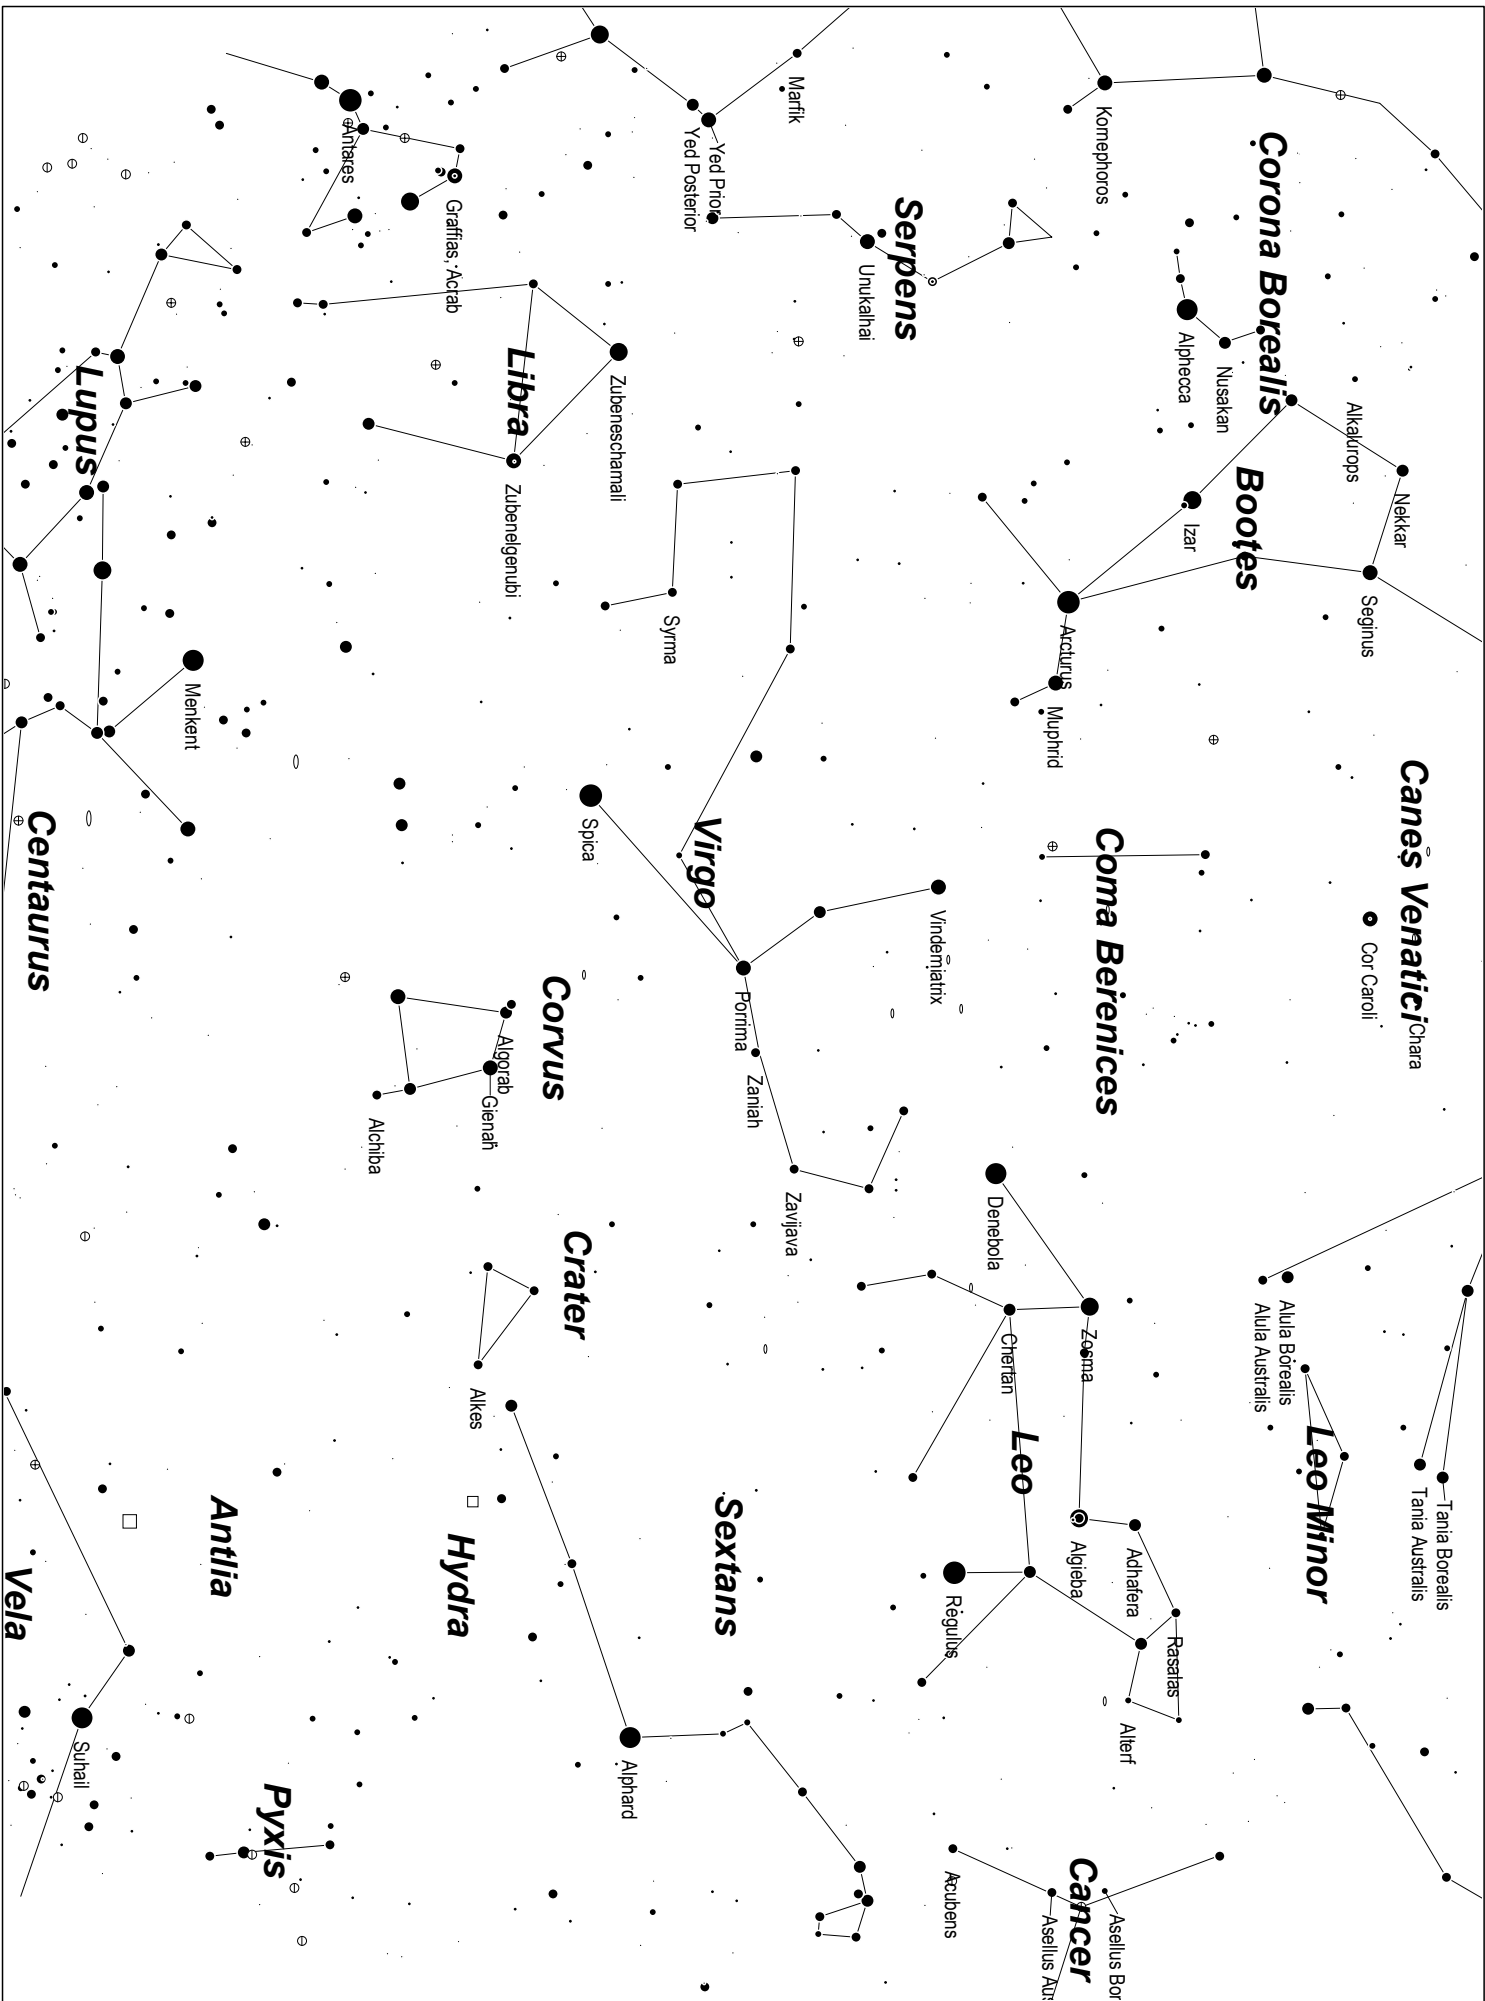 Marfik
Komephoros
Antares
Yed Prior
Yed Posterior
Corona Borealis
Serpens
Graffias, Acrab
Unukalhai
Alphecca
Nusakan
Alkalurops
Libra
Lupus
Zubeneschamali
Zubenelgenubi
Bootes
Izar
Nekkar
Seginus
Syrma
Arcturus
Muphrid
Menkent
Canes Venatici
Chara
Cor Caroli
Centaurus
Spica
Virgo
Coma Berenices
Vindemiatrix
Corvus
Porrima
Zaniah
Algorab
Gienah
Alchiba
Zavijava
Denebola
Crater
Alkes
Zosma
Chertan
Alula Borealis
Alula Australis
Leo
Leo Minor
Tania Borealis
Tania Australis
Antlia
Hydra
Sextans
Algieba
Adhafera
Regulus
Rasalas
Alterf
Vela
Suhail
Alphard
Pyxis
Cancer
Acubens
Asellus Aus
Asellus Bor